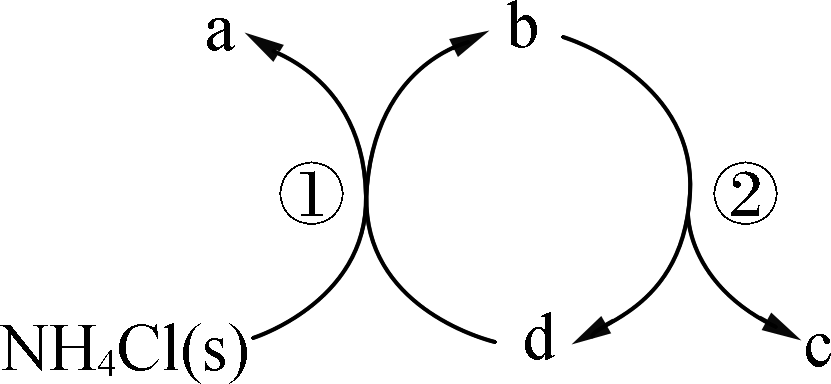 a
b
①
②
NH₄Cl(s)
d
c